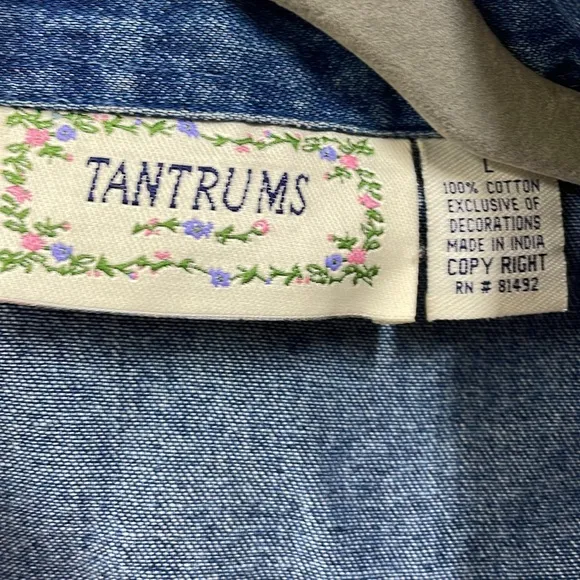 TANTRUMS
L
100% COTTON
EXCLUSIVE OF
DECORATIONS
MADE IN INDIA
COPY RIGHT
RN # 81492